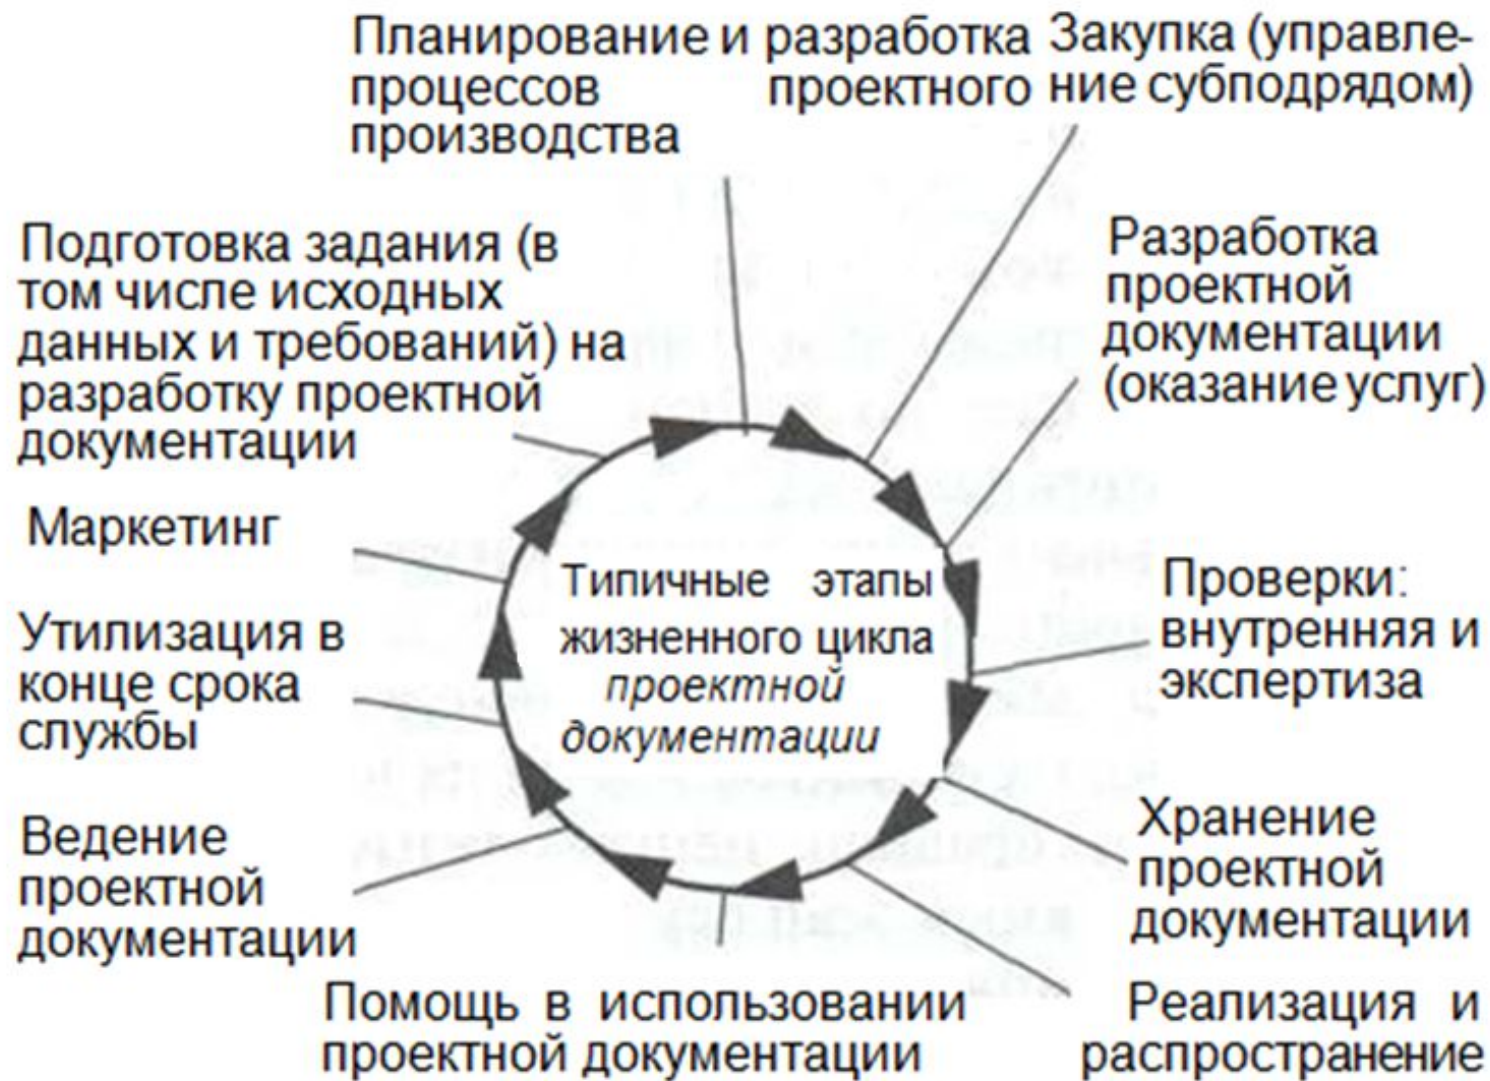 Планирование и разработка
процессов проектного
производства
Закупка (управле-
ние субподрядом)
Разработка
проектной
документации
(оказание услуг)
Проверки:
внутренняя и
экспертиза
Хранение
проектной
документации
Реализация и
распространение
Помощь в использовании
проектной документации
Ведение
проектной
документации
Утилизация в
конце срока
службы
Маркетинг
Подготовка задания (в
том числе исходных
данных и требований) на
разработку проектной
документации
Типичные этапы
жизненного цикла
проектной
документации